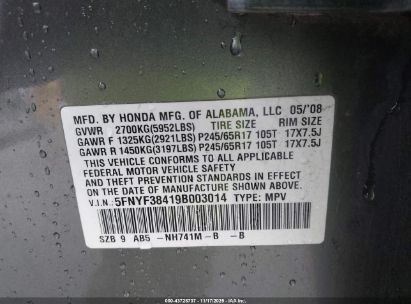 MFD. BY HONDA MFG. OF ALABAMA, LLC 05/'08
GVWR 2700KG(5952LBS) TIRE SIZE RIM SIZE
GAWR F 1325KG(2921LBS) P245/65R17 105T 17X7.5J
GAWR R 1450KG(3197LBS) P245/65R17 105T 17X7.5J
THIS VEHICLE CONFORMS TO ALL APPLICABLE
FEDERAL MOTOR VEHICLE SAFETY STANDARDS
IN EFFECT ON THE DATE OF MANUFACTURE
SHOWN ABOVE.
V.I.N.: 5FNYF38419B003014 TYPE: MPV
SZB 9 AB5 -NH741M-B -B